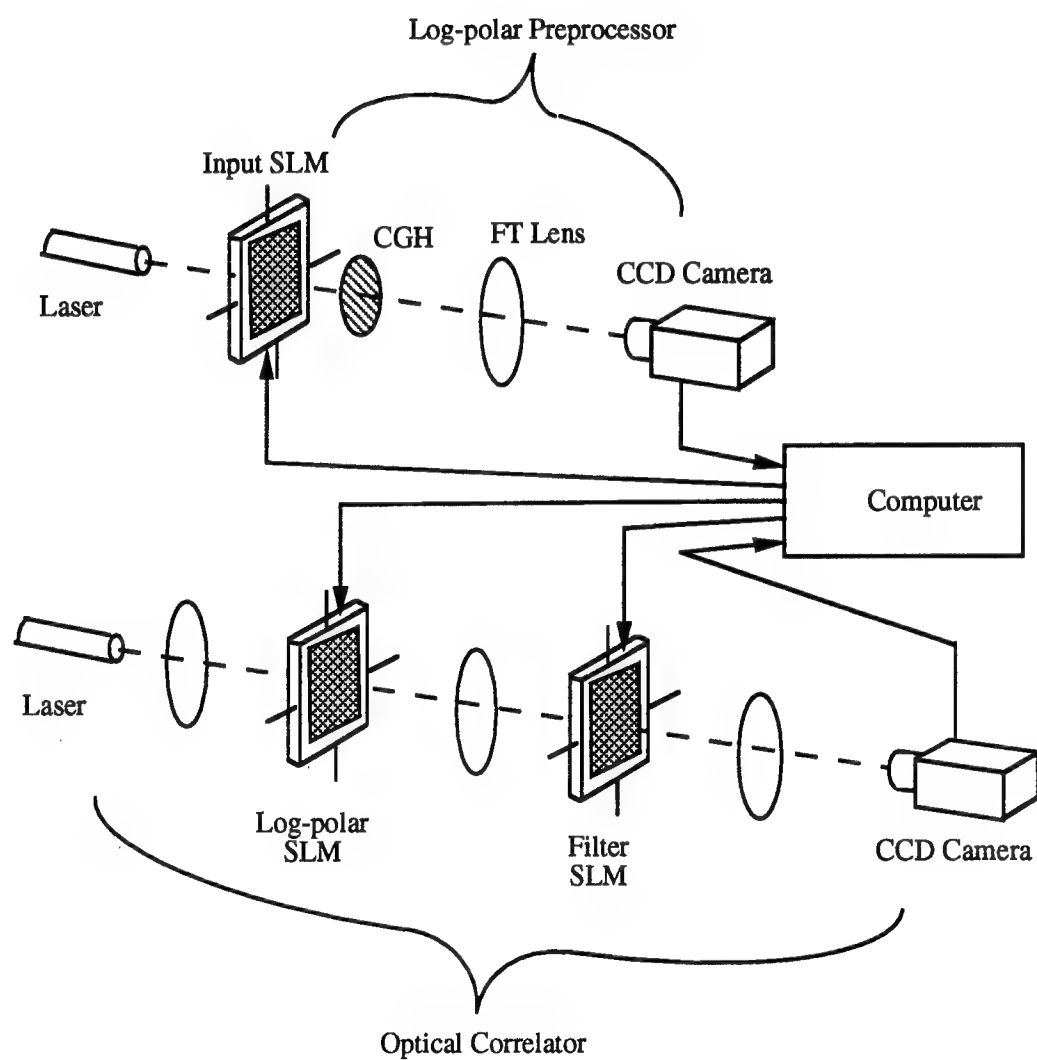 Log-polar Preprocessor
Input SLM
CGH
FT Lens
CCD Camera
Laser
Computer
Laser
Log-polar
SLM
Filter
SLM
CCD Camera
Optical Correlator